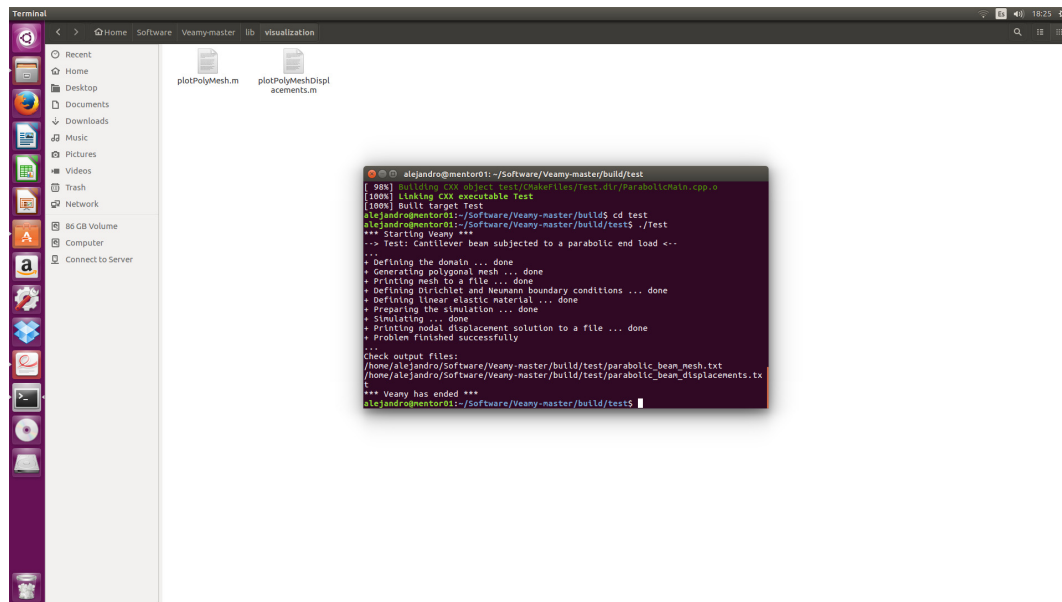 Terminal
Es
18:25
Home Software Veamy-master lib visualization
Recent
Home
Desktop
Documents
Downloads
Music
Pictures
Videos
Trash
Network
86 GB Volume
Computer
Connect to Server
plotPolyMesh.m
plotPolyMeshDispl
acements.m
alejandro@mentor01: ~/Software/Veamy-master/build/test
[ 98%] Building CXX object test/CMakeFiles/Test.dir/ParabolicMain.cpp.o
[100%] Linking CXX executable Test
[100%] Built target Test
alejandro@mentor01:~/Software/Veamy-master/build$ cd test
alejandro@mentor01:~/Software/Veamy-master/build/test$ ./Test
*** Starting Veamy ***
--> Test: Cantilever beam subjected to a parabolic end load <--
...
+ Defining the domain ... done
+ Generating polygonal mesh ... done
+ Printing mesh to a file ... done
+ Defining Dirichlet and Neumann boundary conditions ... done
+ Defining linear elastic material ... done
+ Preparing the simulation ... done
+ Simulating ... done
+ Printing nodal displacement solution to a file ... done
+ Problem finished successfully
...
Check output files:
/home/alejandro/Software/Veamy-master/build/test/parabolic_beam_mesh.txt
/home/alejandro/Software/Veamy-master/build/test/parabolic_beam_displacements.tx
t
*** Veamy has ended ***
alejandro@mentor01:~/Software/Veamy-master/build/test$